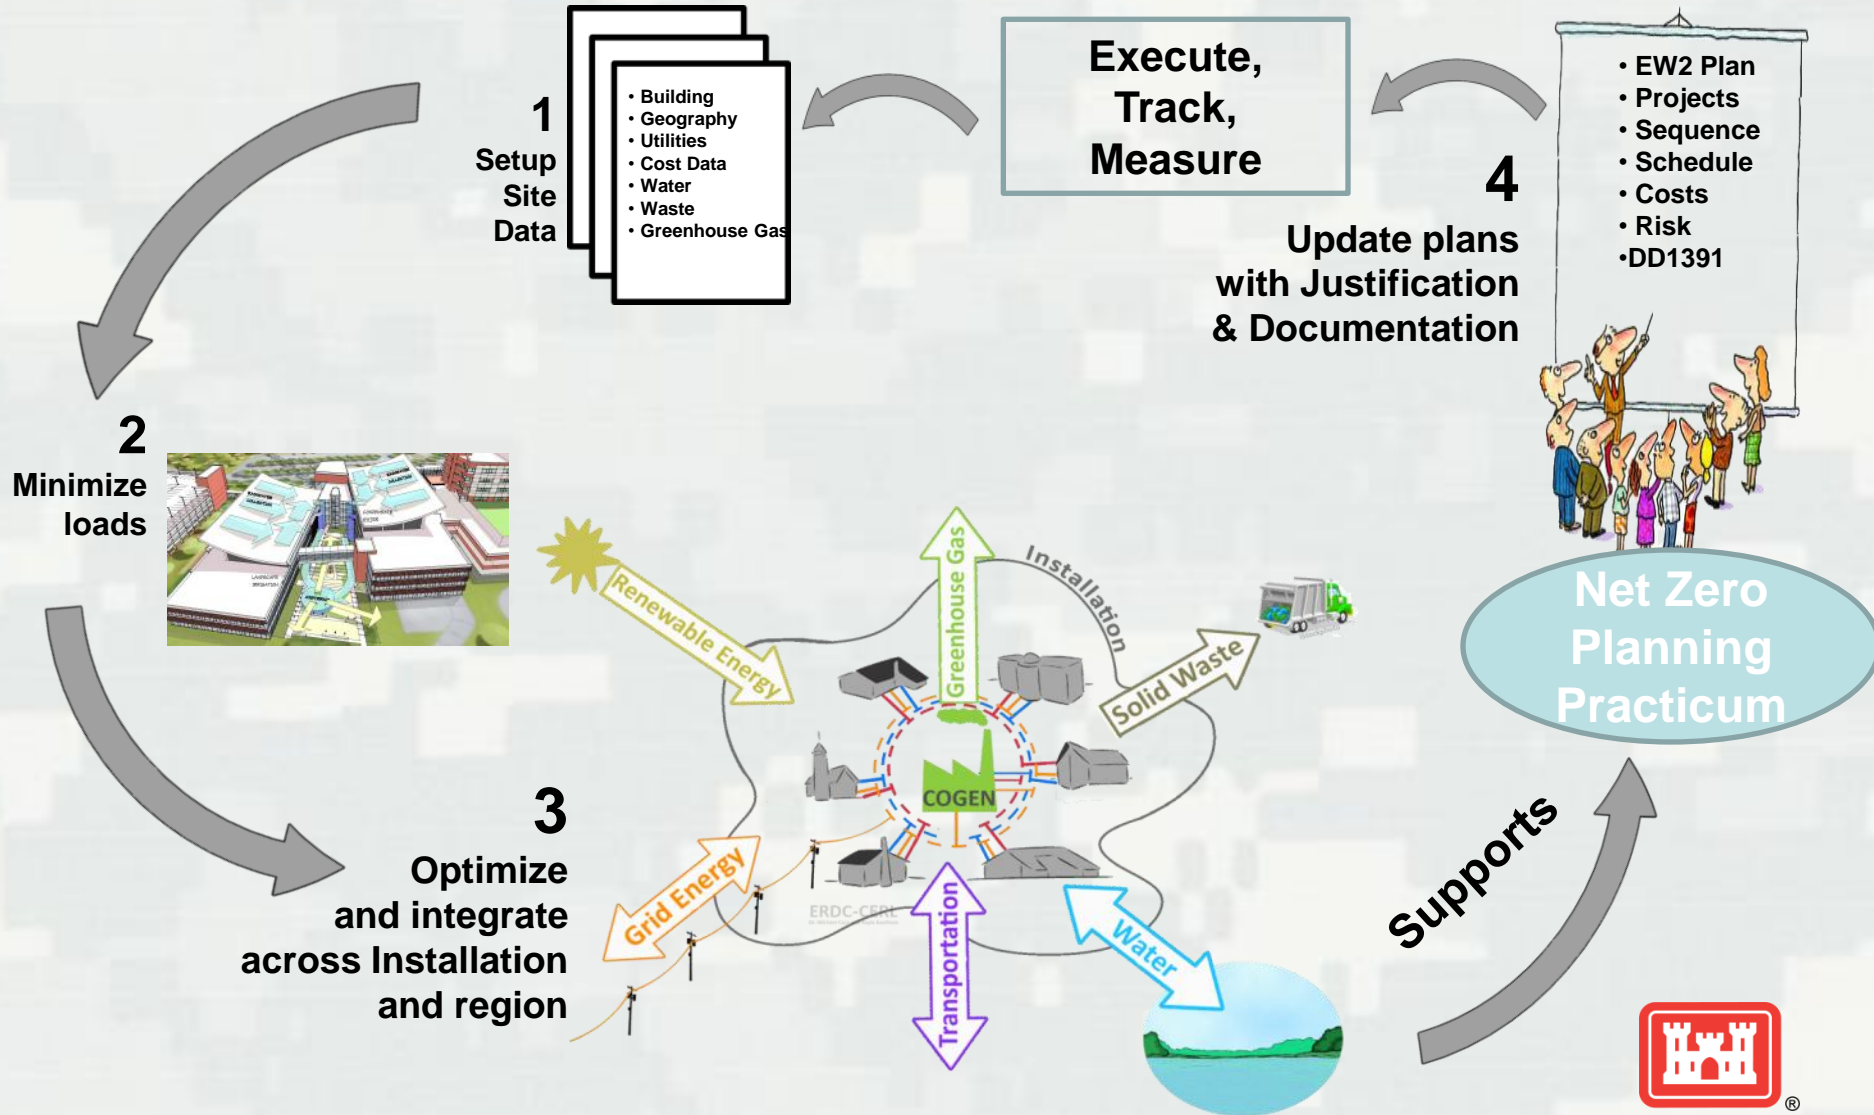 1
Setup
Site
Data
• Building
• Geography
• Utilities
• Cost Data
• Water
• Waste
• Greenhouse Gas
Execute,
Track,
Measure
4
Update plans
with Justification
& Documentation
• EW2 Plan
• Projects
• Sequence
• Schedule
• Costs
• Risk
•DD1391
2
Minimize
loads
3
Optimize
and integrate
across Installation
and region
Renewable Energy
Greenhouse Gas
Installation
Solid Waste
COGEN
Grid Energy
ERDC-CERL
Transportation
Water
Supports
Net Zero
Planning
Practicum
®